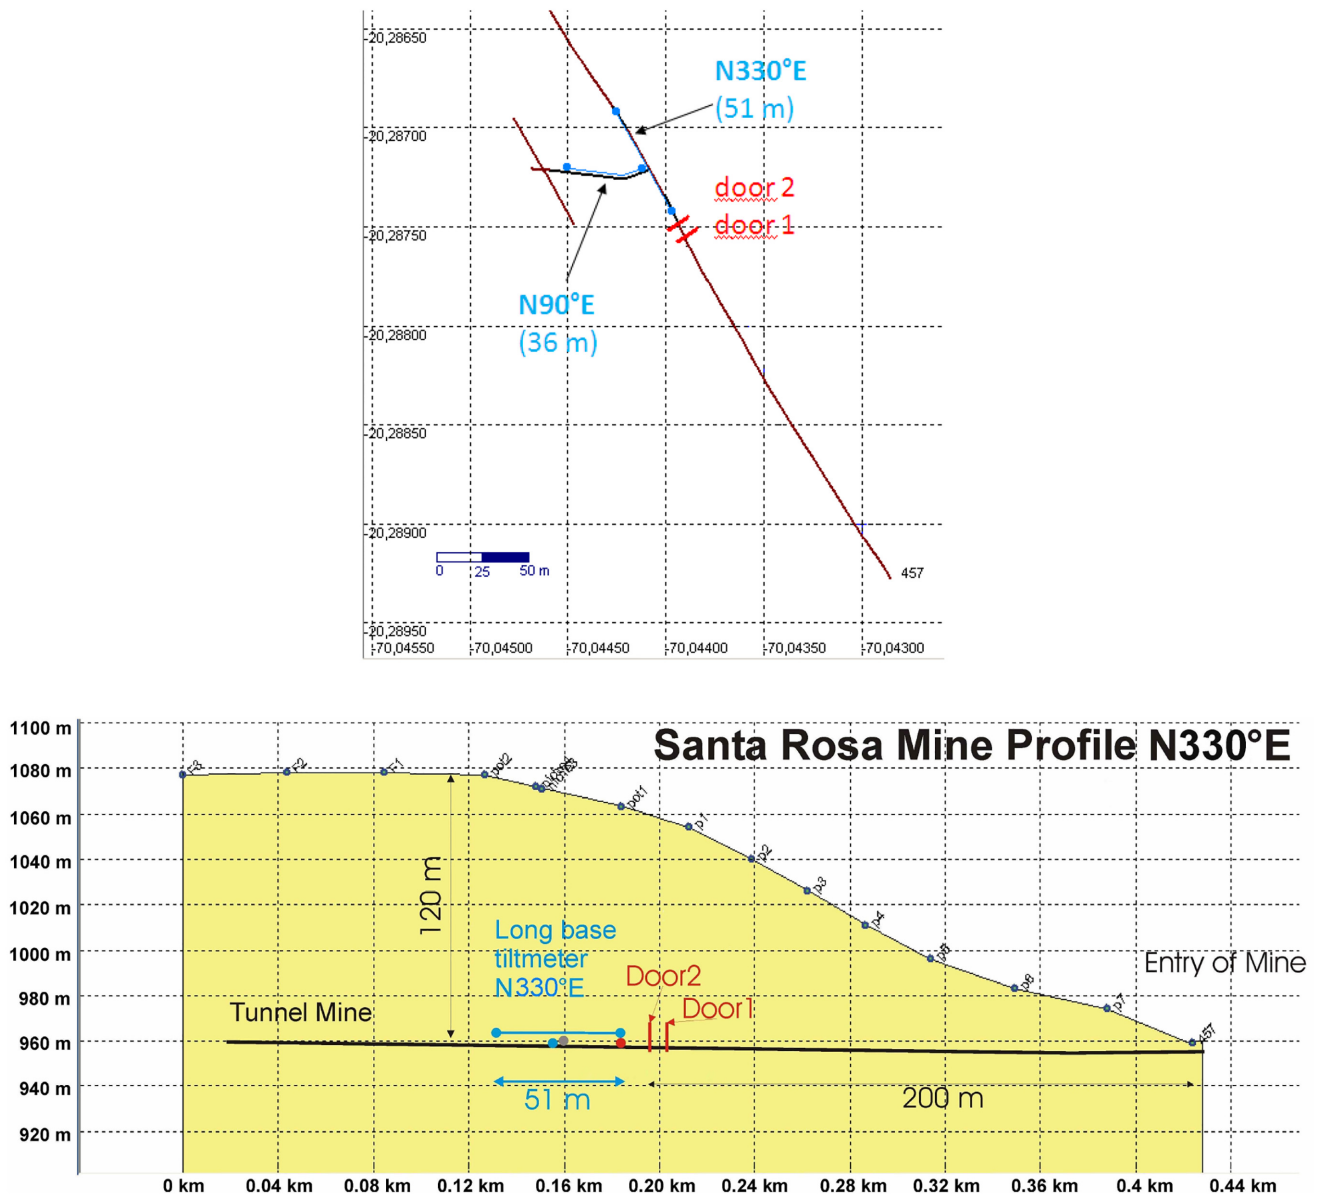 -20,28650
N330°E
(51 m)
-20,28700
door 2
door 1
-20,28750
N90°E
(36 m)
-20,28800
-20,28850
-20,28900
0 25 50 m
457
-20,28950
-70,04550 -70,04500 -70,04450 -70,04400 -70,04350 -70,04300
Santa Rosa Mine Profile N330°E
1100 m
1080 m
1060 m
1040 m
1020 m
1000 m
980 m
960 m
940 m
920 m
F3 F2 F1 pot2 pot1 p1 p2 p3 p4 p5 p6 p7 457
120 m
Long base
tiltmeter
N330°E
Door2
Door1
Entry of Mine
Tunnel Mine
51 m
200 m
0 km 0.04 km 0.08 km 0.12 km 0.16 km 0.20 km 0.24 km 0.28 km 0.32 km 0.36 km 0.4 km 0.44 km